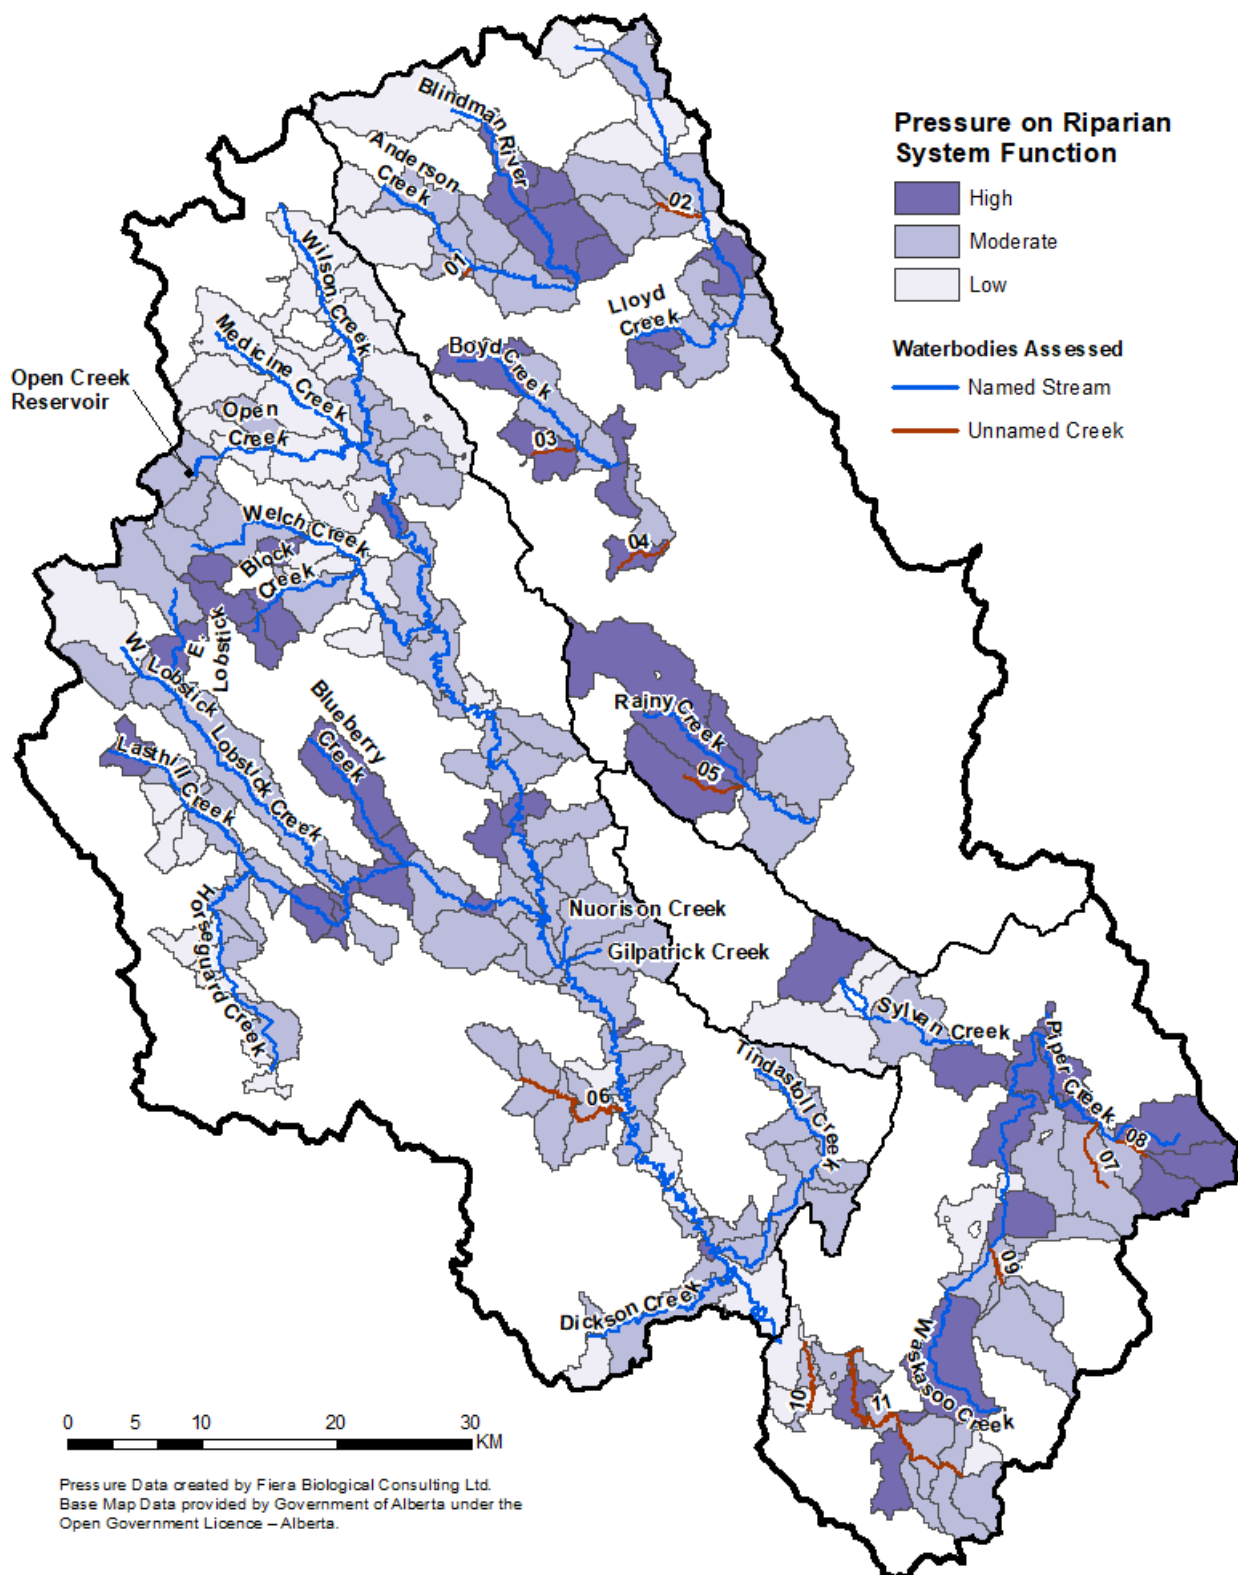 Pressure on Riparian
System Function
High
Moderate
Low
Waterbodies Assessed
Named Stream
Unnamed Creek
Blindman River
Anderson
Creek
01
02
Lloyd
Creek
Wilson Creek
Medicine Creek
Open Creek
Reservoir
Open
Creek
Boyd Creek
03
04
Welch Creek
Block
Creek
E.
Lobstick
W. Lobstick
Lobstick Creek
Blueberry
Creek
Lasthill
Creek
Horseguard Creek
Rainy Creek
05
Nuorison Creek
Gilpatrick Creek
Sylvan Creek
Piper Creek
Tindastoll Creek
06
08
07
09
Dickson Creek
Waskasoo Creek
10
11
0 5 10 20 30
KM
Pressure Data created by Fiera Biological Consulting Ltd.
Base Map Data provided by Government of Alberta under the
Open Government Licence – Alberta.